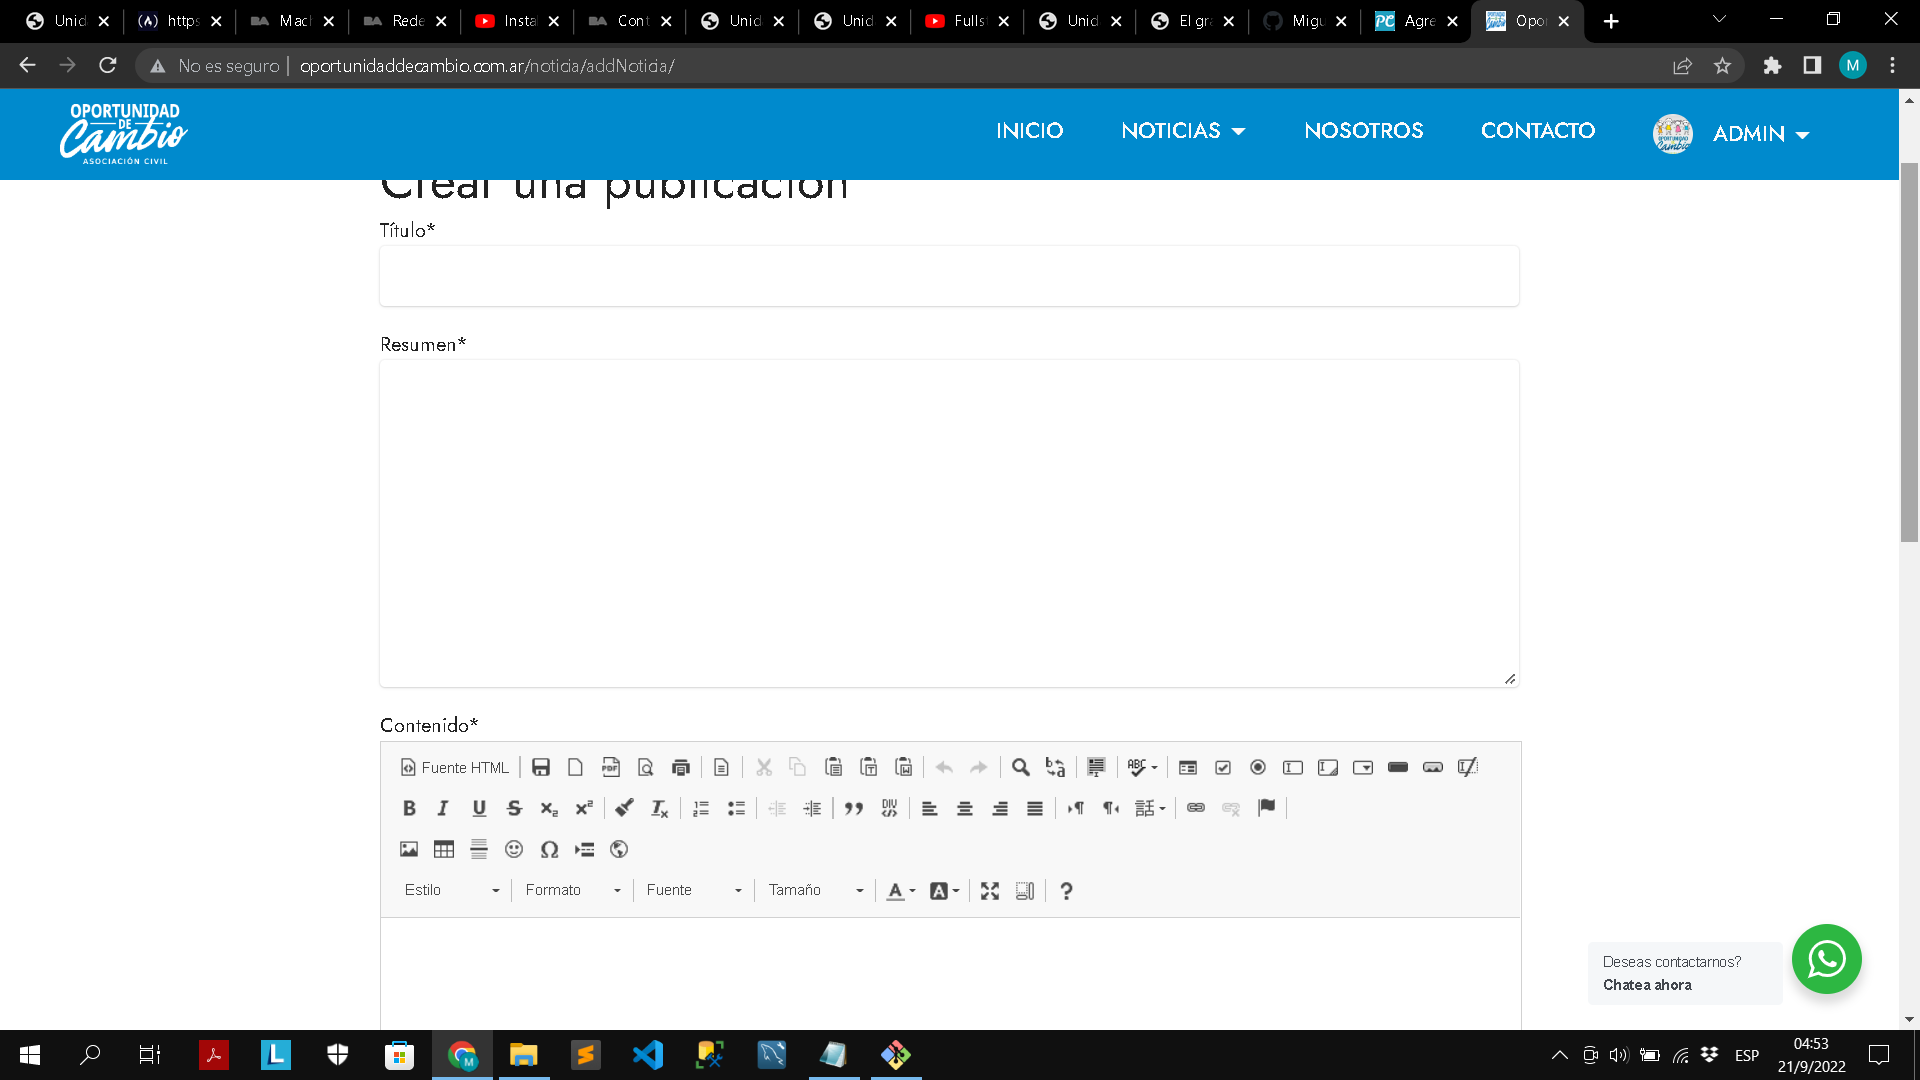 Unid
https
Mach
Rede
Insta
Cont
Unid
Unid
Fulls
Unid
El gra
Migu
Agre
Opor
No es seguro | oportunidaddecambio.com.ar/noticia/addNoticia/
M
OPORTUNIDAD
DE
Cambio
ASOCIACIÓN CIVIL
INICIO
NOTICIAS
NOSOTROS
CONTACTO
ADMIN
Crear una publicación
Título*
Resumen*
Contenido*
Fuente HTML
Estilo
Formato
Fuente
Tamaño
Deseas contactarnos?
Chatea ahora
ESP
04:53
21/9/2022